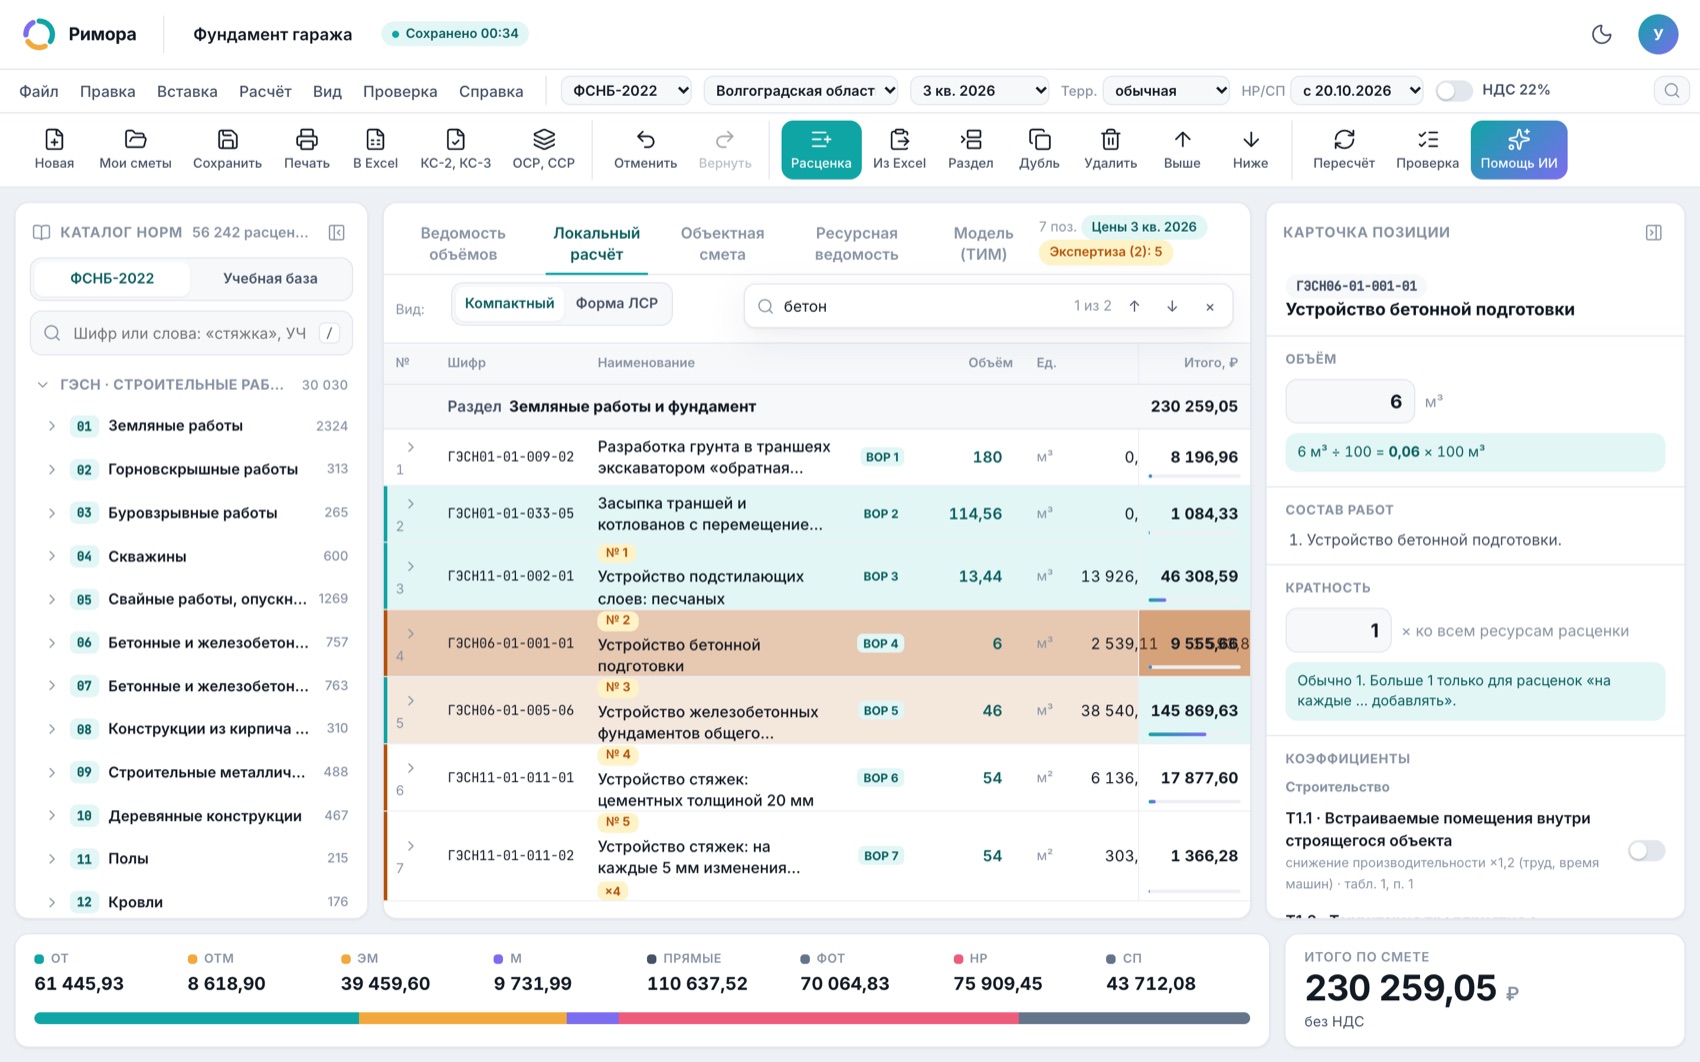 Римора
Фундамент гаража
Сохранено 00:34
У
Файл Правка Вставка Расчёт Вид Проверка Справка
ФСНБ-2022
Волгоградская област
3 кв. 2026
Терр. обычная
НР/СП с 20.10.2026
НДС 22%
Новая
Мои сметы
Сохранить
Печать
В Excel
КС-2, КС-3
ОСР, ССР
Отменить
Вернуть
Расценка
Из Excel
Раздел
Дубль
Удалить
Выше
Ниже
Пересчёт
Проверка
Помощь ИИ
КАТАЛОГ НОРМ 56 242 расцен...
ФСНБ-2022 Учебная база
Шифр или слова: «стяжка», УЧ /
ГЭСН · СТРОИТЕЛЬНЫЕ РАБ... 30 030
01 Земляные работы 2324
02 Горновскрышные работы 313
03 Буровзрывные работы 265
04 Скважины 600
05 Свайные работы, опускн... 1269
06 Бетонные и железобетон... 757
07 Бетонные и железобетон... 763
08 Конструкции из кирпича ... 310
09 Строительные металлич... 488
10 Деревянные конструкции 467
11 Полы 215
12 Кровли 176
Ведомость объёмов
Локальный расчёт
Объектная смета
Ресурсная ведомость
Модель (ТИМ)
7 поз. Цены 3 кв. 2026
Экспертиза (2): 5
Вид: Компактный Форма ЛСР
бетон 1 из 2 ↑ ↓ ×
№ Шифр Наименование Объём Ед. Итого, ₽
Раздел Земляные работы и фундамент 230 259,05
1 ГЭСН01-01-009-02 Разработка грунта в траншеях экскаватором «обратная... ВОР 1 180 м³ 0, 8 196,96
2 ГЭСН01-01-033-05 Засыпка траншей и котлованов с перемещение... ВОР 2 114,56 м³ 0, 1 084,33
№ 1
3 ГЭСН11-01-002-01 Устройство подстилающих слоев: песчаных ВОР 3 13,44 м³ 13 926, 46 308,59
№ 2
4 ГЭСН06-01-001-01 Устройство бетонной подготовки ВОР 4 6 м³ 2 539,11
№ 3
5 ГЭСН06-01-005-06 Устройство железобетонных фундаментов общего... ВОР 5 46 м³ 38 540, 145 869,63
№ 4
6 ГЭСН11-01-011-01 Устройство стяжек: цементных толщиной 20 мм ВОР 6 54 м² 6 136, 17 877,60
№ 5
7 ГЭСН11-01-011-02 Устройство стяжек: на каждые 5 мм изменения... ВОР 7 54 м² 303, 1 366,28
×4
КАРТОЧКА ПОЗИЦИИ
ГЭСН06-01-001-01
Устройство бетонной подготовки
ОБЪЁМ
6 м³
6 м³ ÷ 100 = 0,06 × 100 м³
СОСТАВ РАБОТ
1. Устройство бетонной подготовки.
КРАТНОСТЬ
1 × ко всем ресурсам расценки
Обычно 1. Больше 1 только для расценок «на
каждые ... добавлять».
КОЭФФИЦИЕНТЫ
Строительство
Т1.1 · Встраиваемые помещения внутри
строящегося объекта
снижение производительности ×1,2 (труд, время
машин) · табл. 1, п. 1
ОТ 61 445,93
ОТМ 8 618,90
ЭМ 39 459,60
М 9 731,99
ПРЯМЫЕ 110 637,52
ФОТ 70 064,83
НР 75 909,45
СП 43 712,08
ИТОГО ПО СМЕТЕ
230 259,05 ₽
без НДС